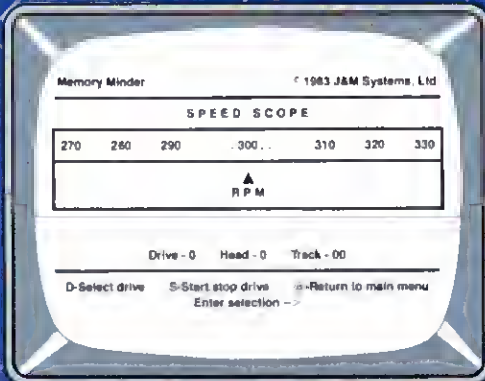 Memory Minder © 1983 J&M Systems, Ltd
SPEED SCOPE
270 260 290 ..300.. 310 320 330
RPM
Drive - 0 Head - 0 Track - 00
D-Select drive S-Start stop drive -Return to main menu
Enter selection -->